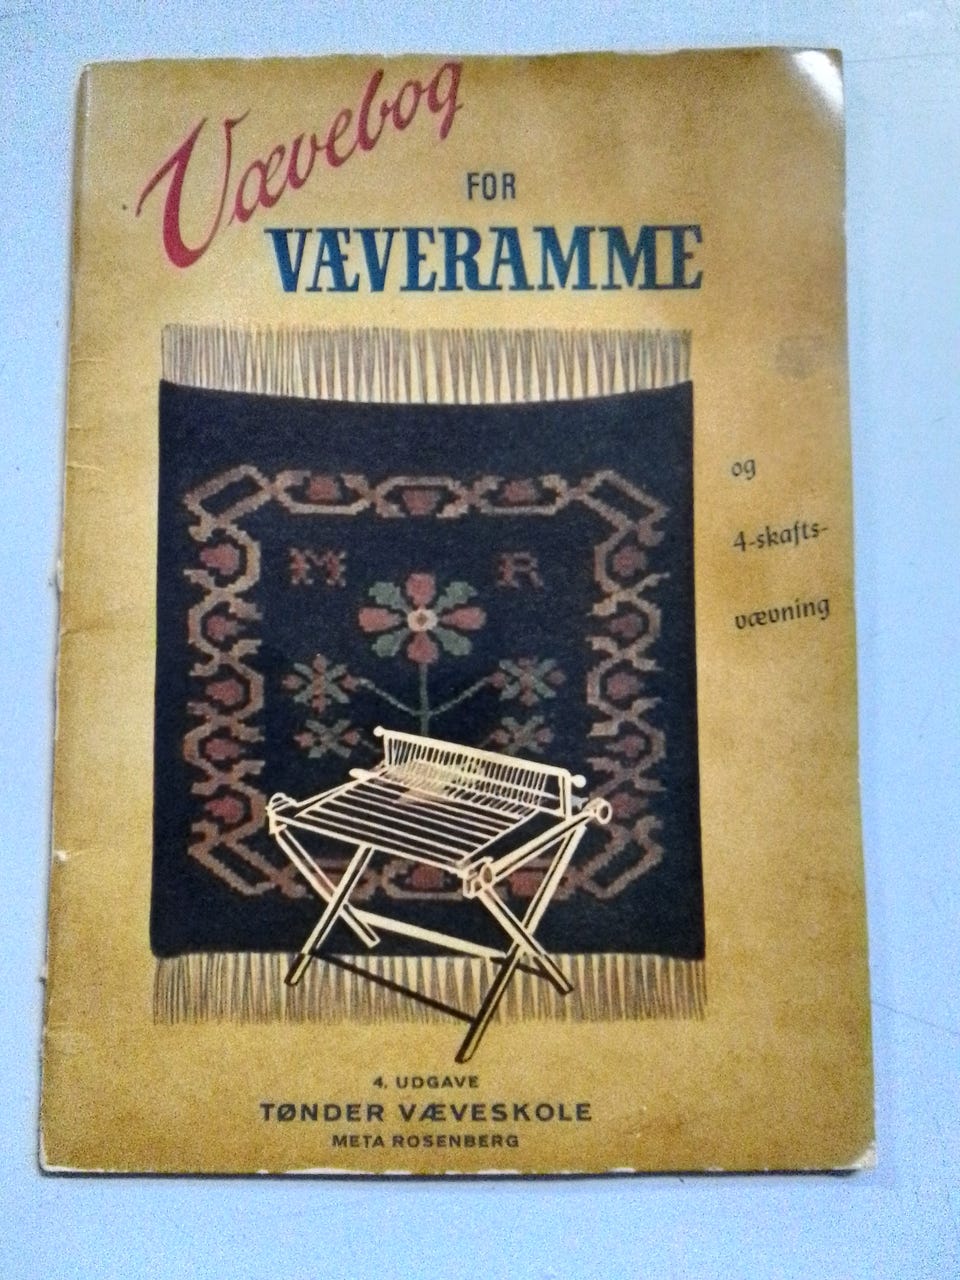 Vævebog
FOR
VÆVERAMME
og
4-skafts-
vævning
M R
4. UDGAVE
TØNDER VÆVESKOLE
META ROSENBERG